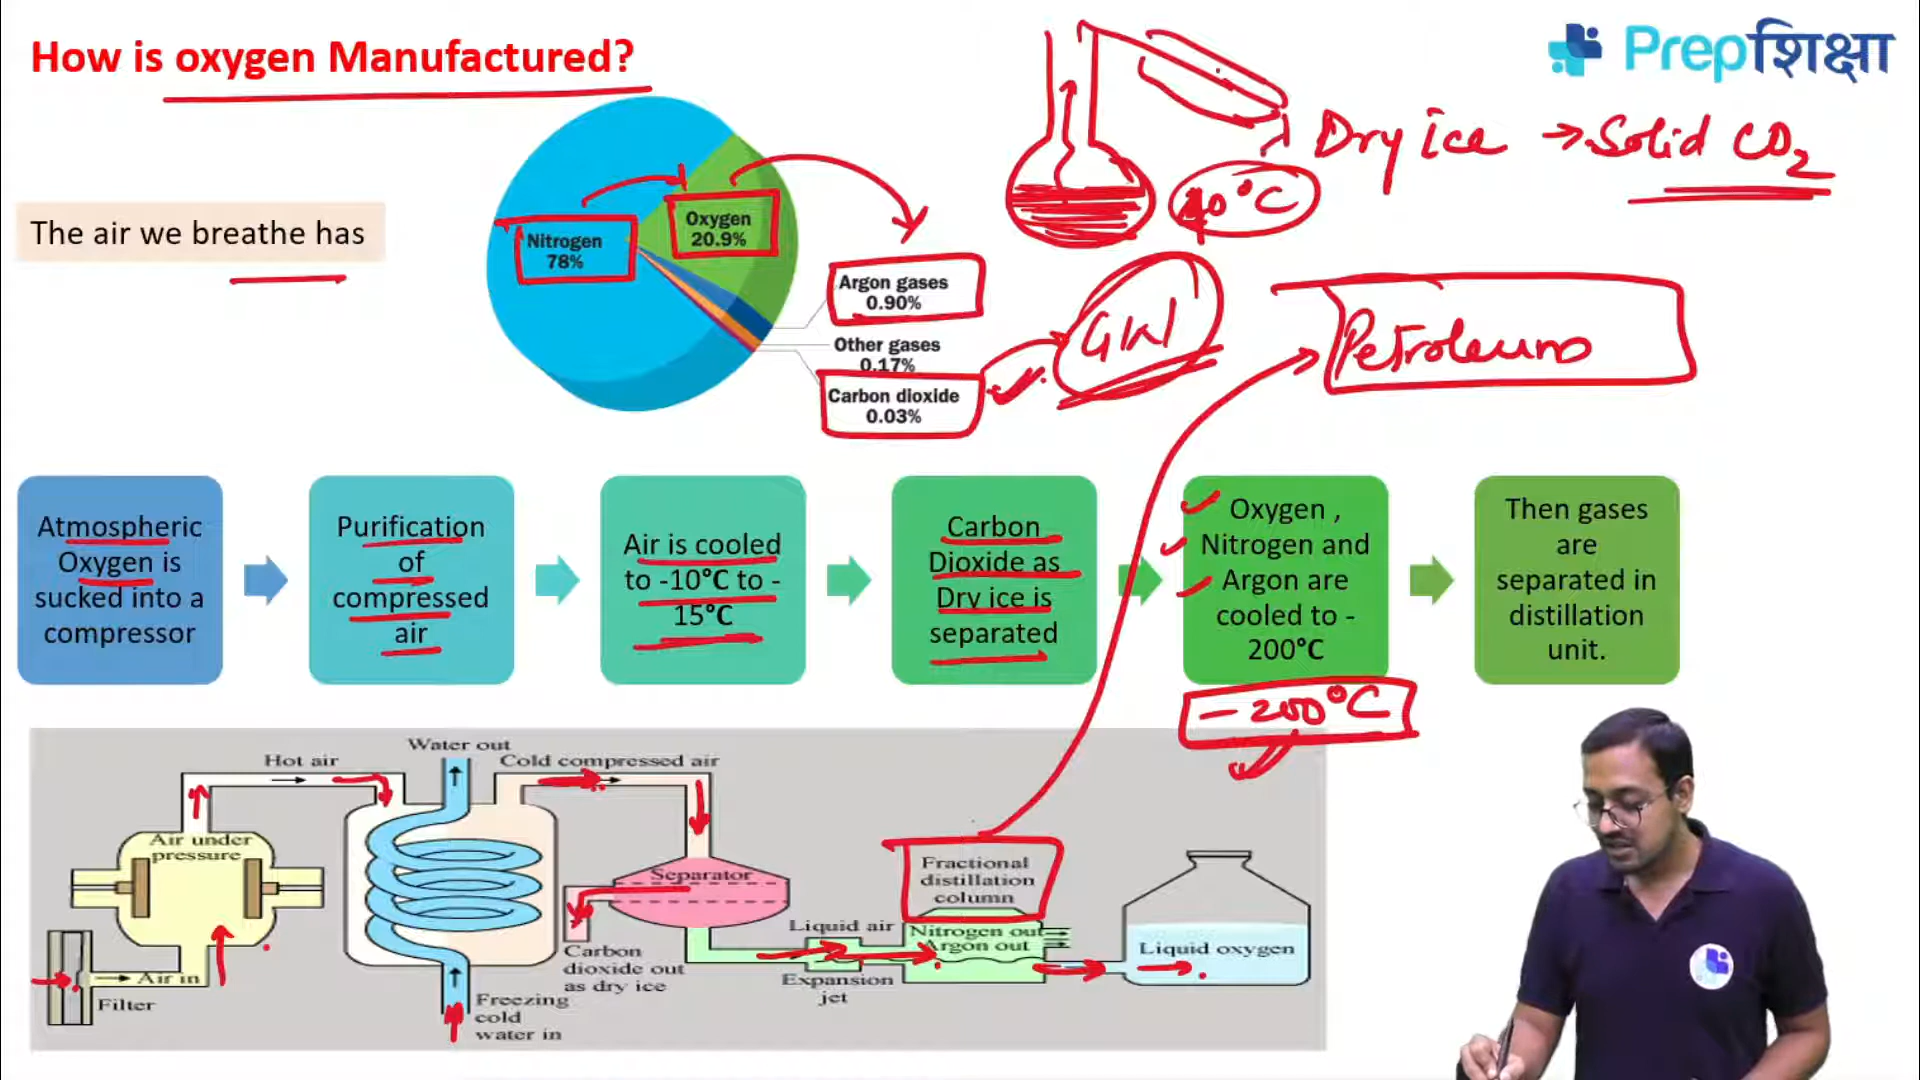 How is oxygen Manufactured?
Prepशिक्षा
Dry ice → Solid CO2
°C
The air we breathe has
Nitrogen
78%
Oxygen
20.9%
Argon gases
0.90%
Other gases
0.17%
Carbon dioxide
0.03%
GW
Petroleum
Atmospheric
Oxygen is
sucked into a
compressor
Purification
of
compressed
air
Air is cooled
to -10°C to -
15°C
Carbon
Dioxide as
Dry ice is
separated
Oxygen ,
Nitrogen and
Argon are
cooled to -
200°C
Then gases
are
separated in
distillation
unit.
-200°C
Water out
Hot air
Cold compressed air
Air under
pressure
Separator
Fractional
distillation
column
Liquid air
Nitrogen out
Argon out
Liquid oxygen
Carbon
dioxide out
as dry ice
Expansion
jet
Air in
Filter
Freezing
cold
water in